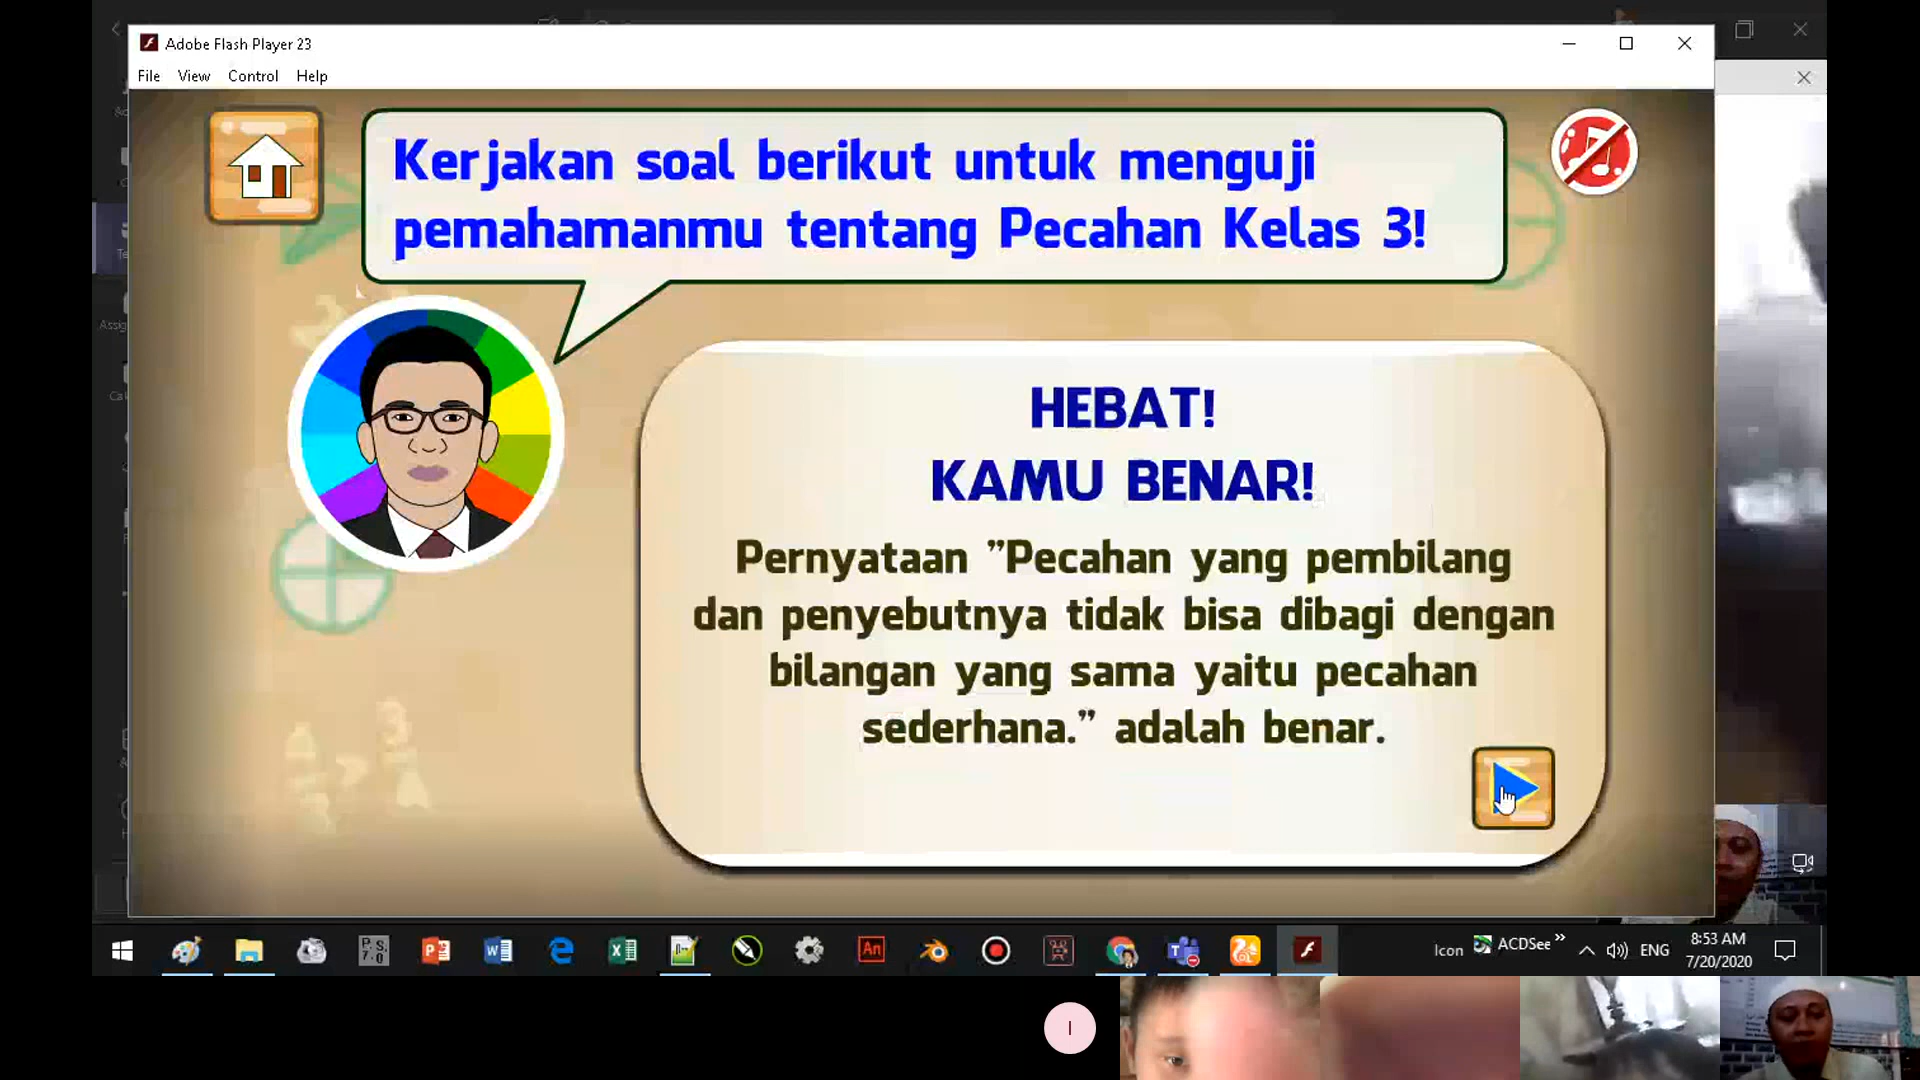 Adobe Flash Player 23
File View Control Help
Kerjakan soal berikut untuk menguji
pemahamanmu tentang Pecahan Kelas 3!
HEBAT!
KAMU BENAR!
Pernyataan ”Pecahan yang pembilang
dan penyebutnya tidak bisa dibagi dengan
bilangan yang sama yaitu pecahan
sederhana.” adalah benar.
Icon ACDSee » ENG
8:53 AM
7/20/2020
An
I